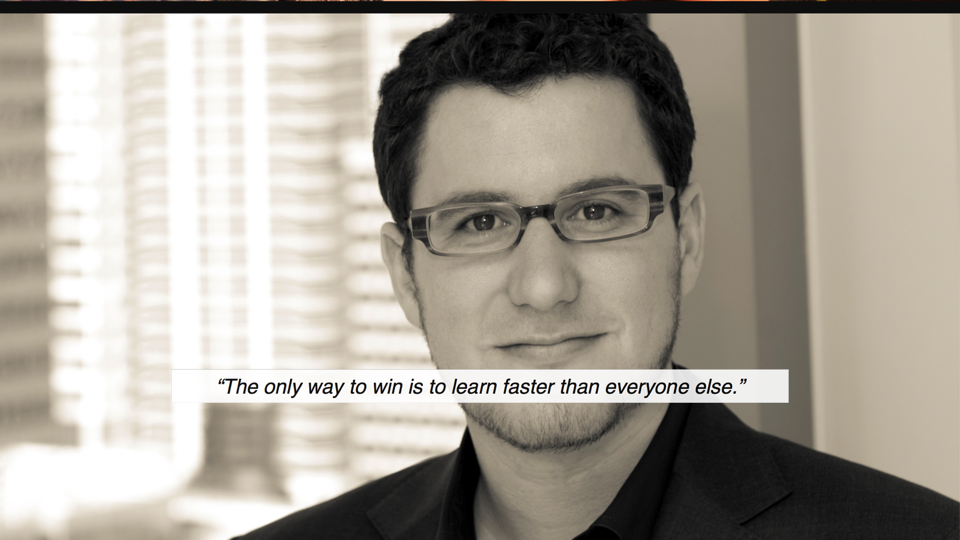 “The only way to win is to learn faster than everyone else.”